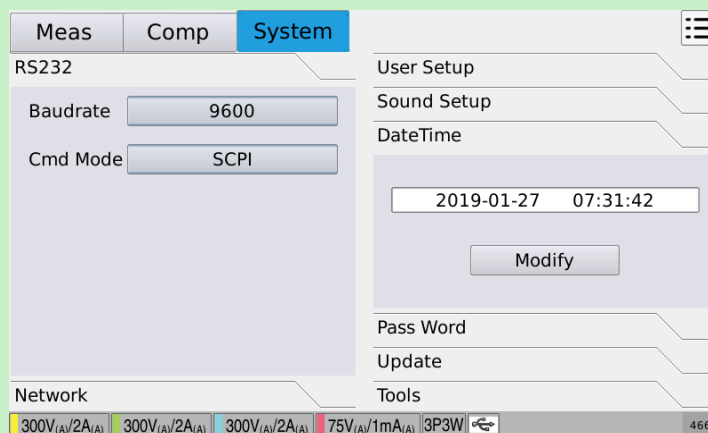 Meas Comp System
RS232
Baudrate 9600
Cmd Mode SCPI
Network
User Setup
Sound Setup
DateTime
2019-01-27 07:31:42
Modify
Pass Word
Update
Tools
300V(A)/2A(A) 300V(A)/2A(A) 300V(A)/2A(A) 75V(A)/1mA(A) 3P3W 466